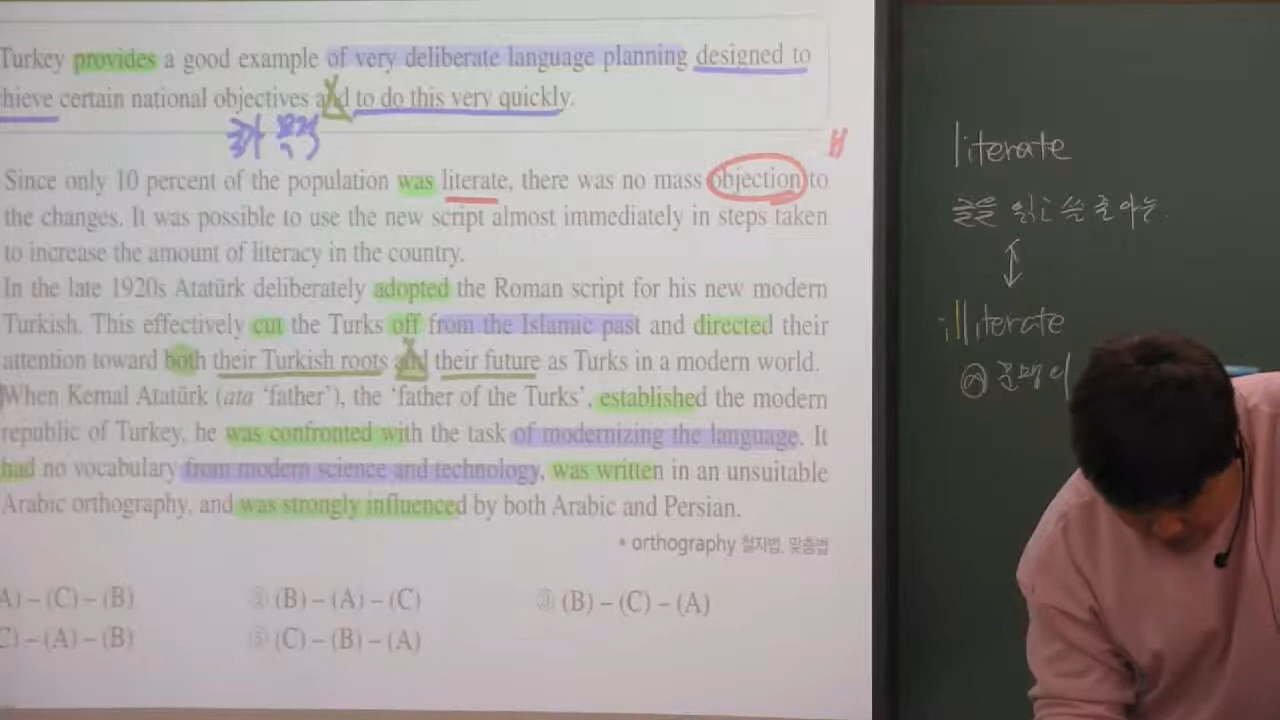 Turkey provides a good example of very deliberate language planning designed to
hieve certain national objectives and to do this very quickly.
Since only 10 percent of the population was literate, there was no mass objection to
the changes. It was possible to use the new script almost immediately in steps taken
to increase the amount of literacy in the country.
In the late 1920s Atatürk deliberately adopted the Roman script for his new modern
Turkish. This effectively cut the Turks off from the Islamic past and directed their
attention toward both their Turkish roots and their future as Turks in a modern world.
When Kemal Atatürk (ata ‘father’), the ‘father of the Turks’, established the modern
republic of Turkey, he was confronted with the task of modernizing the language. It
had no vocabulary from modern science and technology, was written in an unsuitable
Arabic orthography, and was strongly influenced by both Arabic and Persian.
* orthography 철자법, 맞춤법
A) – (C) – (B) ② (B) – (A) – (C) ③ (B) – (C) – (A)
C) – (A) – (B) ⑤ (C) – (B) – (A)
literate
글을 읽고 쓸 줄 아는
illiterate